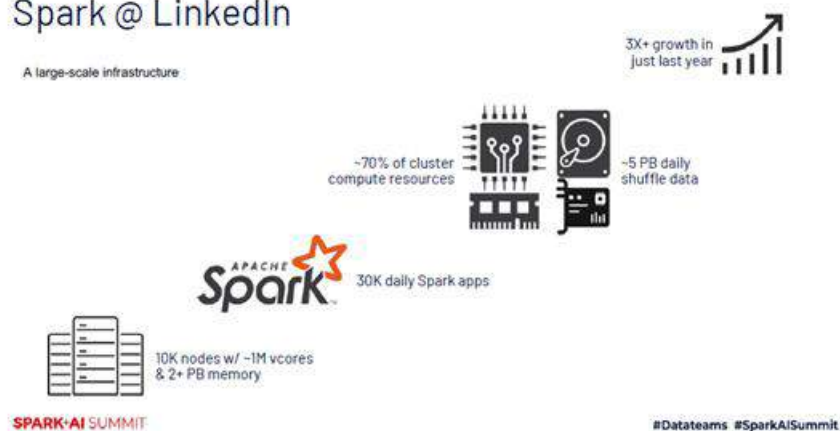 Spark @ LinkedIn
A large-scale infrastructure
3X+ growth in
just last year
~70% of cluster
compute resources
~5 PB daily
shuffle data
APACHE
Spark
30K daily Spark apps
10K nodes w/ ~1M vcores
& 2+ PB memory
SPARK+AI SUMMIT
#Datateams #SparkAISummit